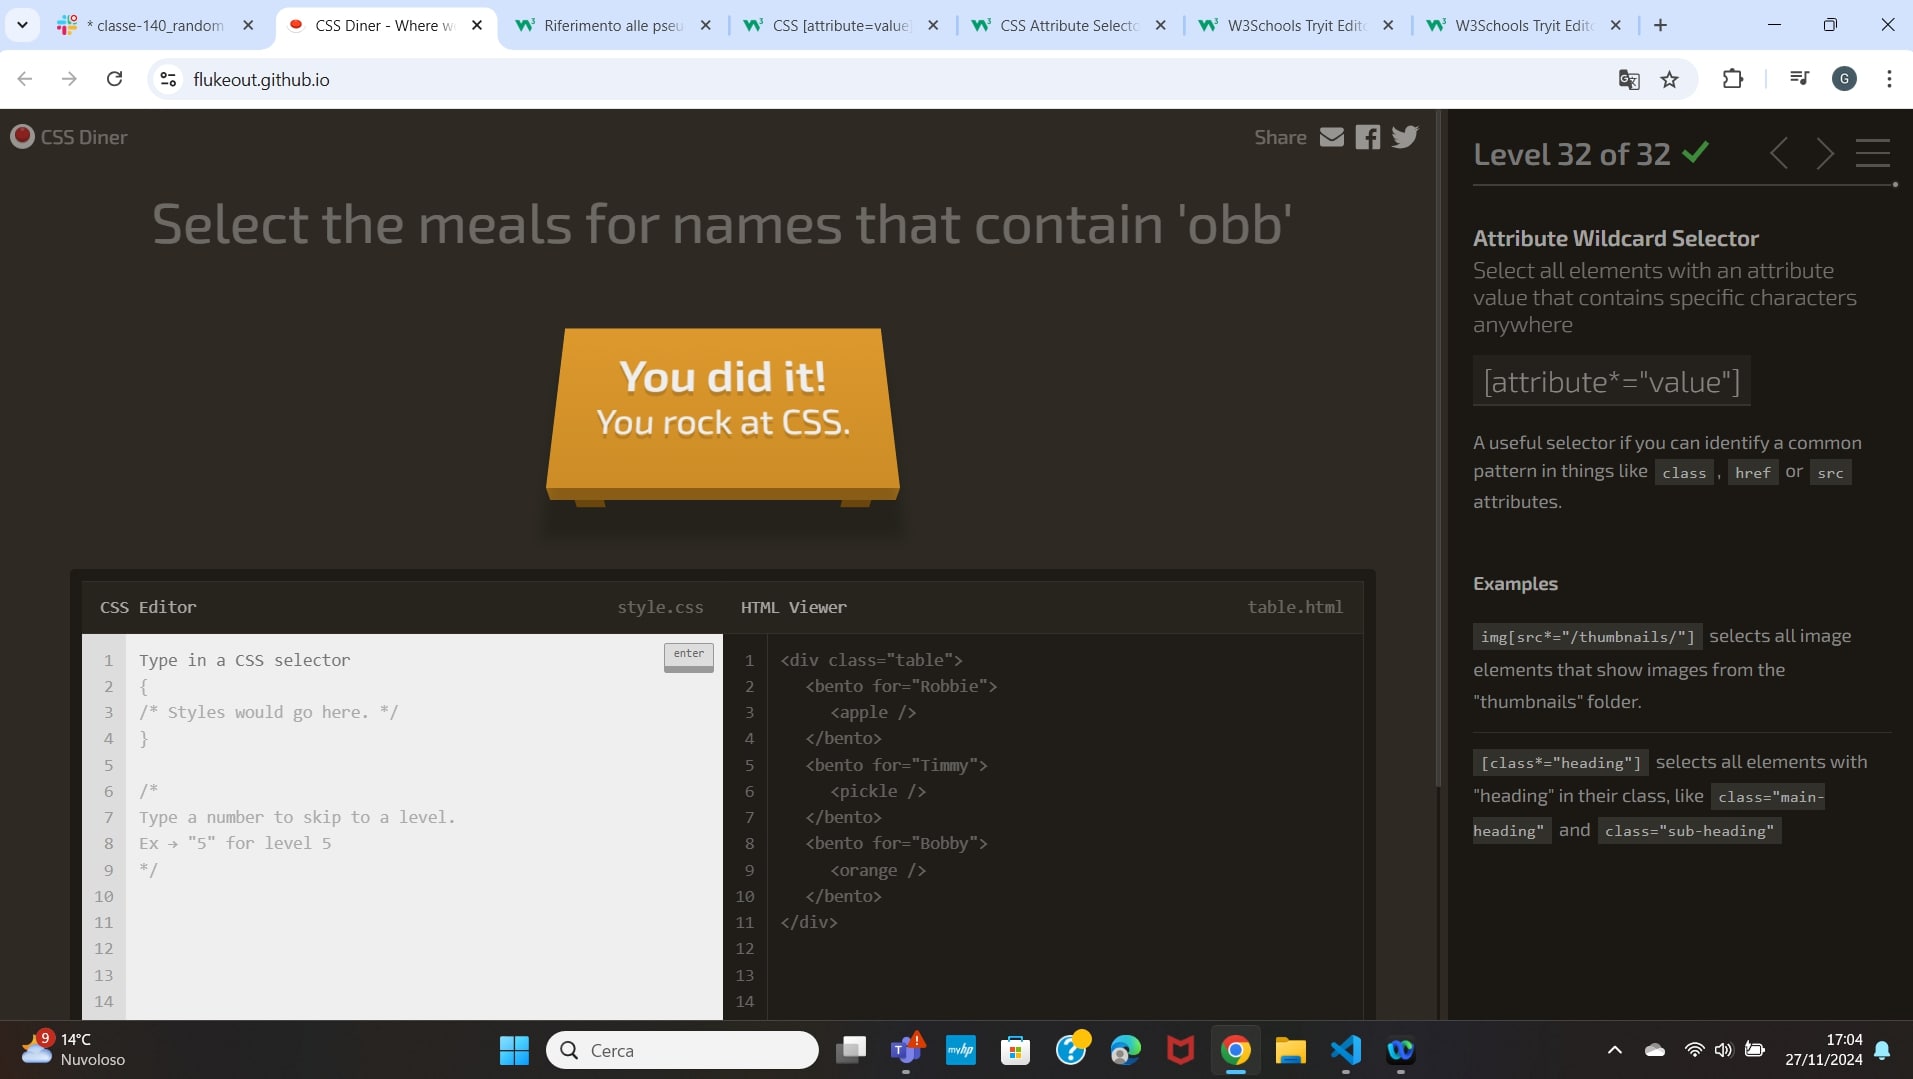 * classe-140_random
CSS Diner - Where w
Riferimento alle pseu
CSS [attribute=value]
CSS Attribute Selecto
W3Schools Tryit Edito
W3Schools Tryit Edito
flukeout.github.io
G
CSS Diner
Share
Select the meals for names that contain 'obb'
You did it!
You rock at CSS.
CSS Editor
style.css
HTML Viewer
table.html
enter
1 Type in a CSS selector
2 {
3 /* Styles would go here. */
4 }
5
6 /*
7 Type a number to skip to a level.
8 Ex → "5" for level 5
9 */
10
11
12
13
14
1 <div class="table">
2 <bento for="Robbie">
3 <apple />
4 </bento>
5 <bento for="Timmy">
6 <pickle />
7 </bento>
8 <bento for="Bobby">
9 <orange />
10 </bento>
11 </div>
12
13
14
Level 32 of 32
Attribute Wildcard Selector
Select all elements with an attribute
value that contains specific characters
anywhere
[attribute*="value"]
A useful selector if you can identify a common
pattern in things like class , href or src
attributes.
Examples
img[src*="/thumbnails/"] selects all image
elements that show images from the
"thumbnails" folder.
[class*="heading"] selects all elements with
"heading" in their class, like class="main-
heading" and class="sub-heading"
9
14°C
Nuvoloso
Cerca
myhp
17:04
27/11/2024